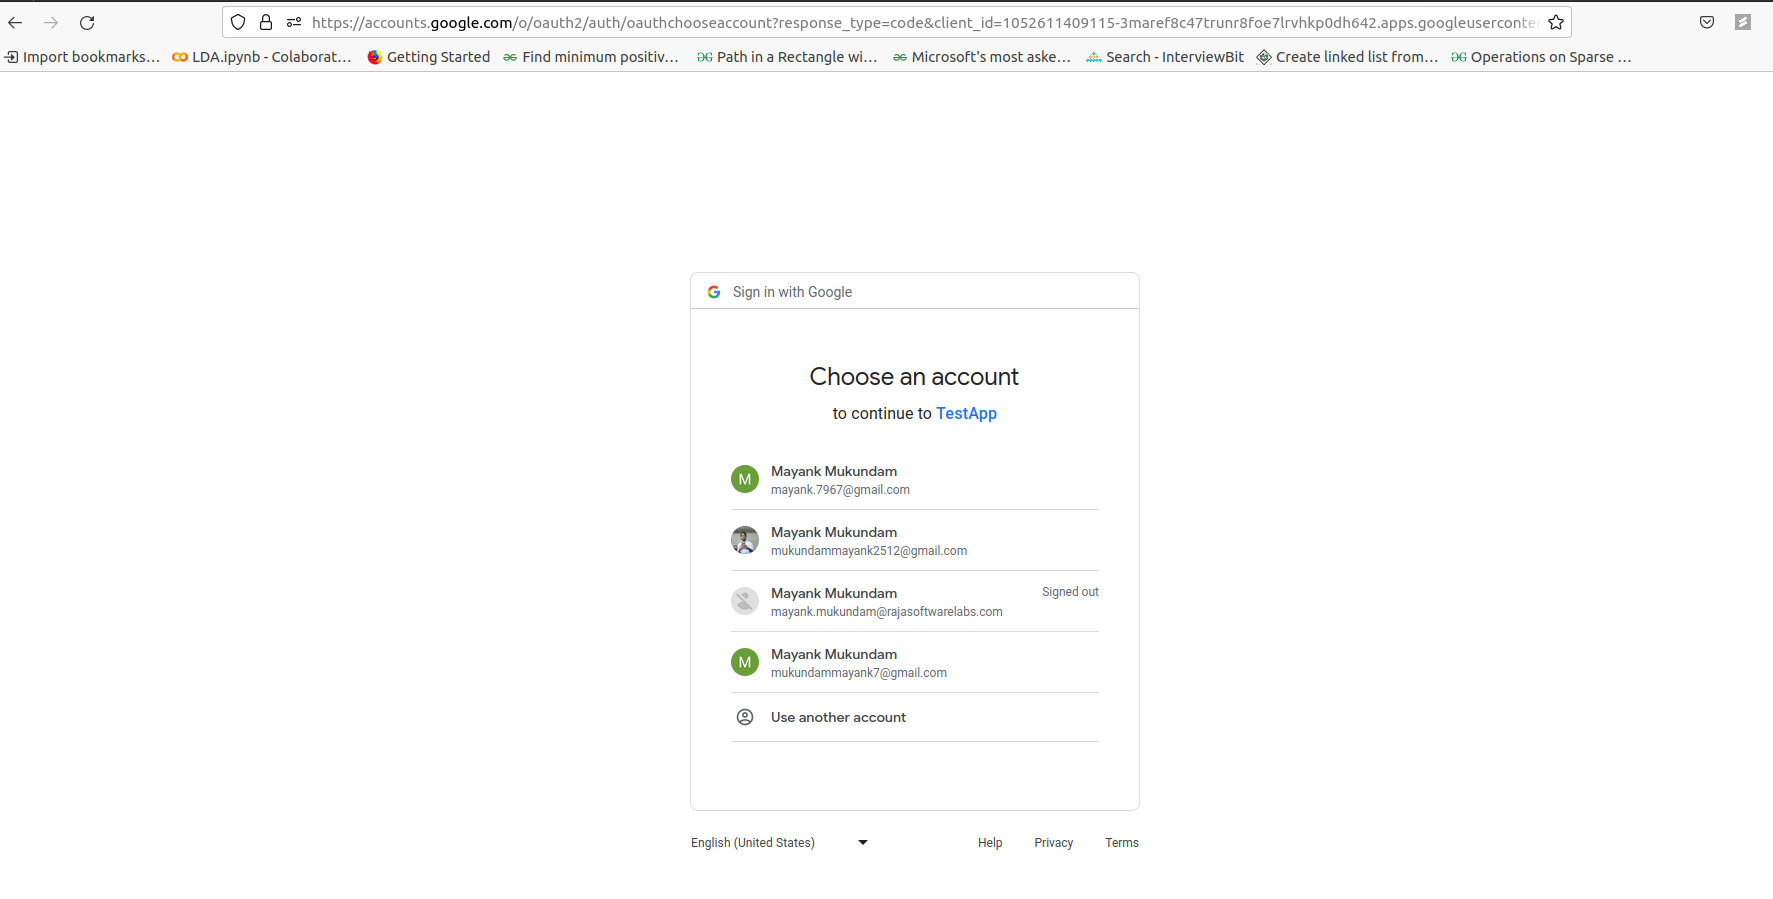 https://accounts.google.com/o/oauth2/auth/oauthchooseaccount?response_type=code&client_id=1052611409115-3maref8c47trunr8foe7lrvhkp0dh642.apps.googleuserconte
Import bookmarks... LDA.ipynb - Colaborat... Getting Started Find minimum positiv... Path in a Rectangle wi... Microsoft's most aske... Search - InterviewBit Create linked list from... Operations on Sparse ...
Sign in with Google
Choose an account
to continue to TestApp
M Mayank Mukundam
mayank.7967@gmail.com
Mayank Mukundam
mukundammayank2512@gmail.com
Mayank Mukundam Signed out
mayank.mukundam@rajasoftwarelabs.com
M Mayank Mukundam
mukundammayank7@gmail.com
Use another account
English (United States) Help Privacy Terms